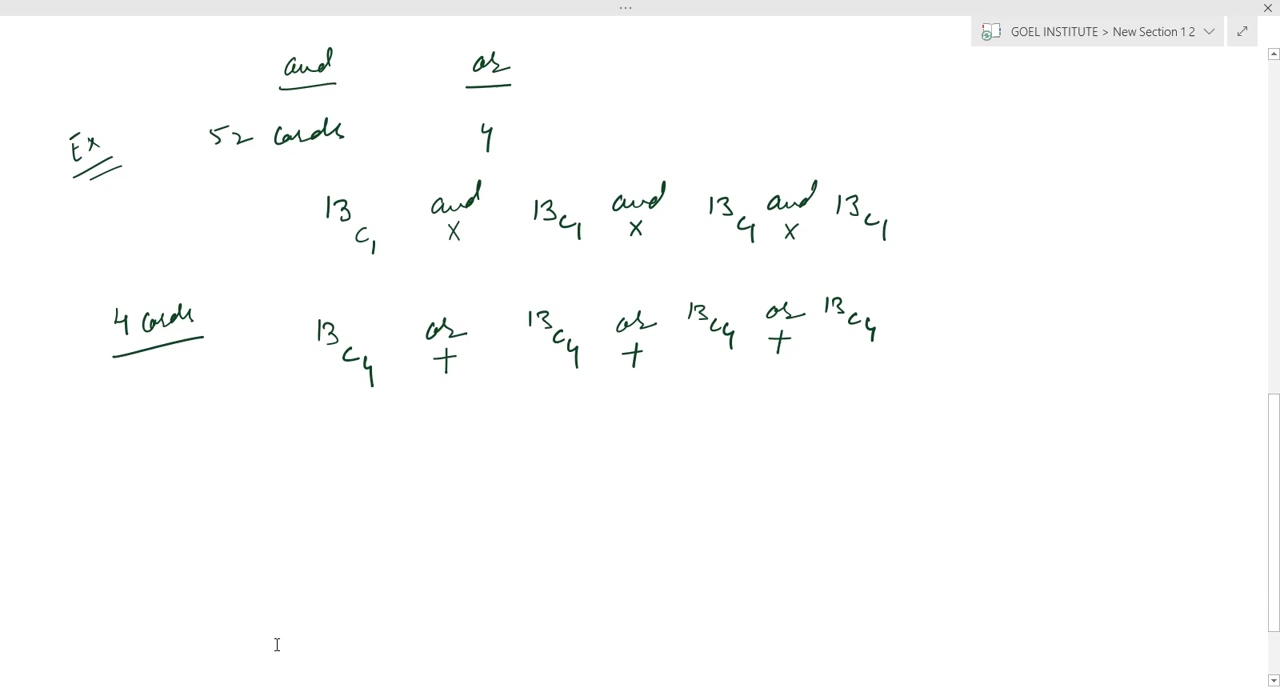 GOEL INSTITUTE > New Section 1 2
and or
Ex 52 cards 4
13C1 and 13C1 and 13C1 and 13C1
x x x
4 cards 13C4 or 13C4 or 13C4 or 13C4
+ + +